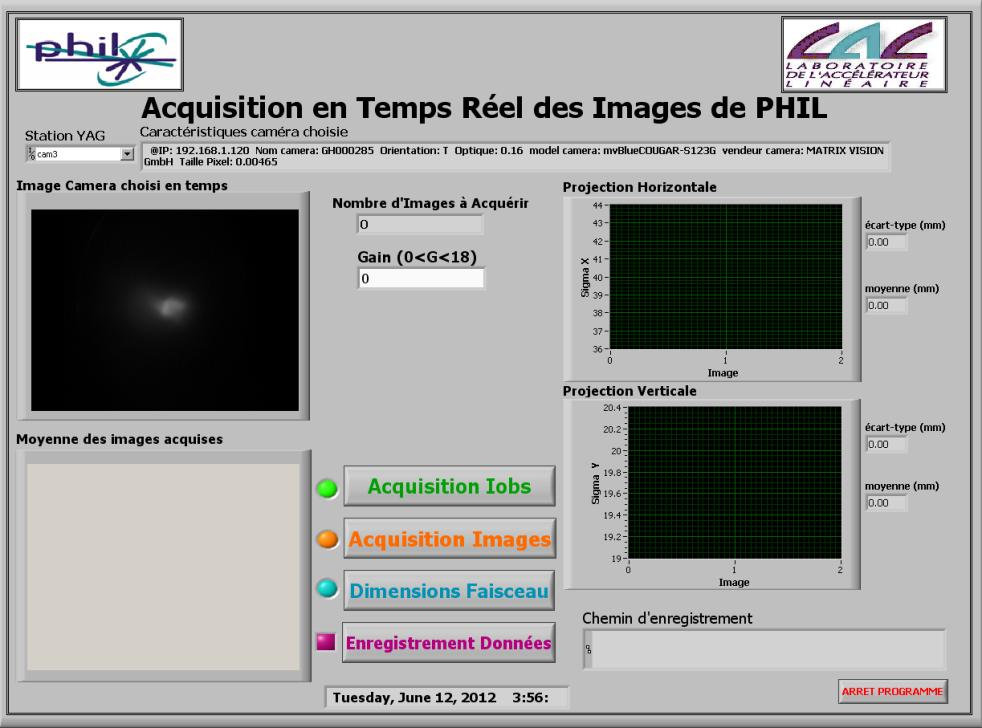 phil
LAC
LABORATOIRE
DE L'ACCÉLÉRATEUR
LINÉAIRE
Acquisition en Temps Réel des Images de PHIL
Station YAG
cam3
Caractéristiques caméra choisie
@IP: 192.168.1.120 Nom camera: GH000285 Orientation: T Optique: 0.16 model camera: mvBlueCOUGAR-S123G vendeur camera: MATRIX VISION
GmbH Taille Pixel: 0.00465
Image Camera choisi en temps
Nombre d'Images à Acquérir
0
Gain (0<G<18)
0
Projection Horizontale
44
43
42
41
40
39
38
37
36
Sigma X
0 1 2
Image
écart-type (mm)
0.00
moyenne (mm)
0.00
Projection Verticale
20.4
20.2
20
19.8
19.6
19.4
19.2
19
Sigma Y
0 1 2
Image
écart-type (mm)
0.00
moyenne (mm)
0.00
Moyenne des images acquises
Acquisition Iobs
Acquisition Images
Dimensions Faisceau
Enregistrement Données
Chemin d'enregistrement
Tuesday, June 12, 2012 3:56:
ARRET PROGRAMME